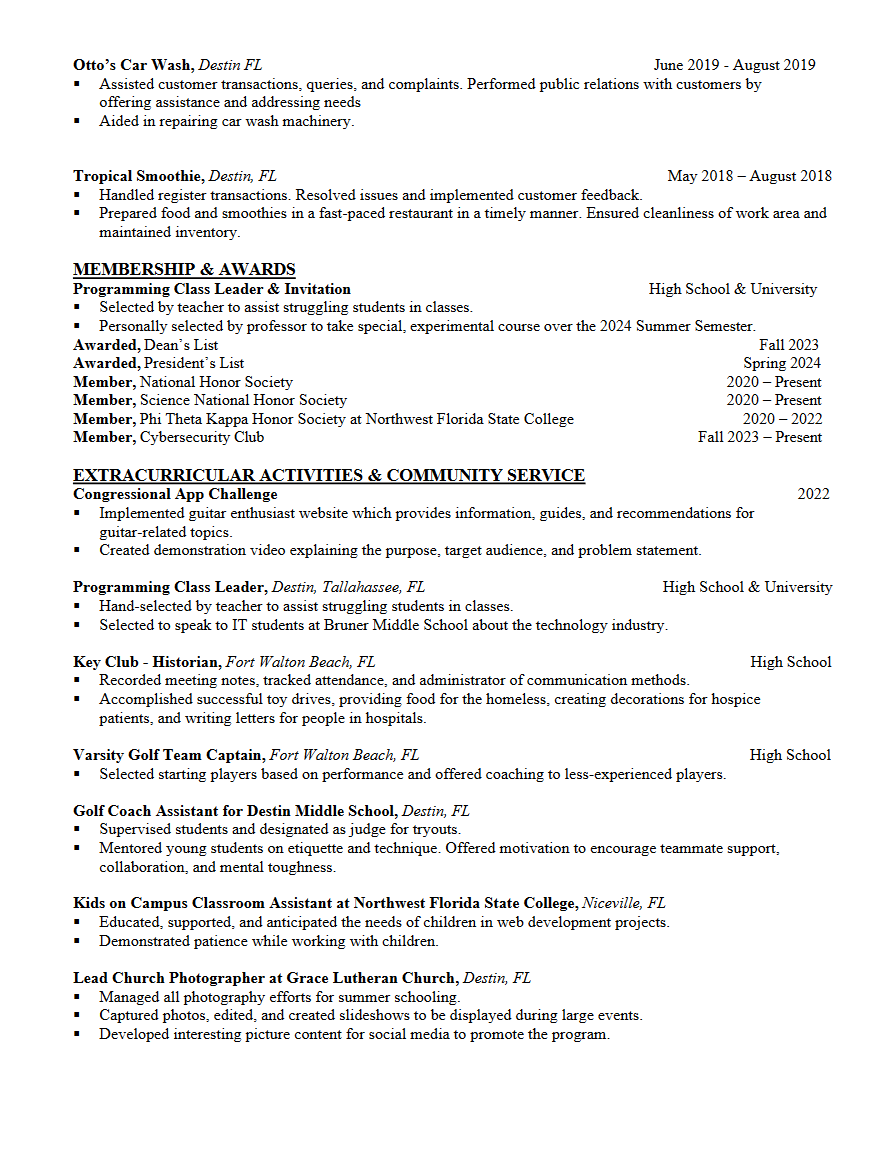 Otto's Car Wash, Destin FL June 2019 - August 2019
▪ Assisted customer transactions, queries, and complaints. Performed public relations with customers by
offering assistance and addressing needs
▪ Aided in repairing car wash machinery.
Tropical Smoothie, Destin, FL May 2018 – August 2018
▪ Handled register transactions. Resolved issues and implemented customer feedback.
▪ Prepared food and smoothies in a fast-paced restaurant in a timely manner. Ensured cleanliness of work area and
maintained inventory.
MEMBERSHIP & AWARDS
Programming Class Leader & Invitation High School & University
▪ Selected by teacher to assist struggling students in classes.
▪ Personally selected by professor to take special, experimental course over the 2024 Summer Semester.
Awarded, Dean's List Fall 2023
Awarded, President's List Spring 2024
Member, National Honor Society 2020 – Present
Member, Science National Honor Society 2020 – Present
Member, Phi Theta Kappa Honor Society at Northwest Florida State College 2020 – 2022
Member, Cybersecurity Club Fall 2023 – Present
EXTRACURRICULAR ACTIVITIES & COMMUNITY SERVICE
Congressional App Challenge 2022
▪ Implemented guitar enthusiast website which provides information, guides, and recommendations for
guitar-related topics.
▪ Created demonstration video explaining the purpose, target audience, and problem statement.
Programming Class Leader, Destin, Tallahassee, FL High School & University
▪ Hand-selected by teacher to assist struggling students in classes.
▪ Selected to speak to IT students at Bruner Middle School about the technology industry.
Key Club - Historian, Fort Walton Beach, FL High School
▪ Recorded meeting notes, tracked attendance, and administrator of communication methods.
▪ Accomplished successful toy drives, providing food for the homeless, creating decorations for hospice
patients, and writing letters for people in hospitals.
Varsity Golf Team Captain, Fort Walton Beach, FL High School
▪ Selected starting players based on performance and offered coaching to less-experienced players.
Golf Coach Assistant for Destin Middle School, Destin, FL
▪ Supervised students and designated as judge for tryouts.
▪ Mentored young students on etiquette and technique. Offered motivation to encourage teammate support,
collaboration, and mental toughness.
Kids on Campus Classroom Assistant at Northwest Florida State College, Niceville, FL
▪ Educated, supported, and anticipated the needs of children in web development projects.
▪ Demonstrated patience while working with children.
Lead Church Photographer at Grace Lutheran Church, Destin, FL
▪ Managed all photography efforts for summer schooling.
▪ Captured photos, edited, and created slideshows to be displayed during large events.
▪ Developed interesting picture content for social media to promote the program.